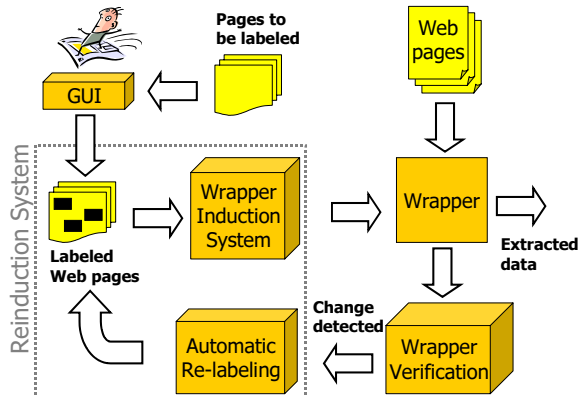 Pages to
be labeled
Web
pages
GUI
Reinduction System
Wrapper
Induction
System
Wrapper
Labeled
Web pages
Extracted
data
Change
detected
Automatic
Re-labeling
Wrapper
Verification